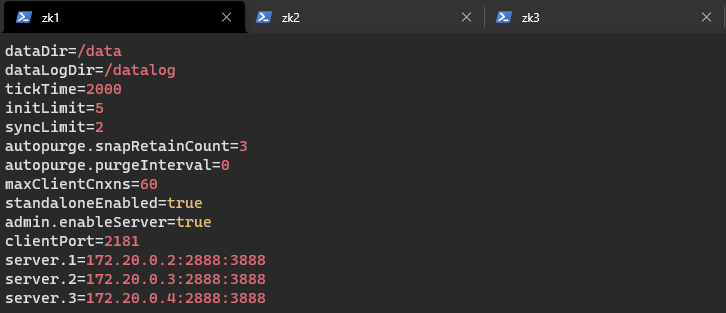 zk1 zk2 zk3
dataDir=/data
dataLogDir=/datalog
tickTime=2000
initLimit=5
syncLimit=2
autopurge.snapRetainCount=3
autopurge.purgeInterval=0
maxClientCnxns=60
standaloneEnabled=true
admin.enableServer=true
clientPort=2181
server.1=172.20.0.2:2888:3888
server.2=172.20.0.3:2888:3888
server.3=172.20.0.4:2888:3888